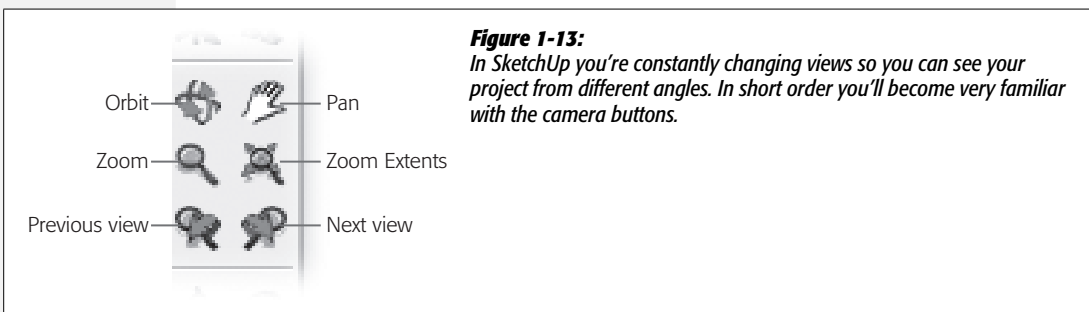 Figure 1-13:
In SketchUp you're constantly changing views so you can see your
project from different angles. In short order you'll become very familiar
with the camera buttons.
Orbit
Pan
Zoom
Zoom Extents
Previous view
Next view